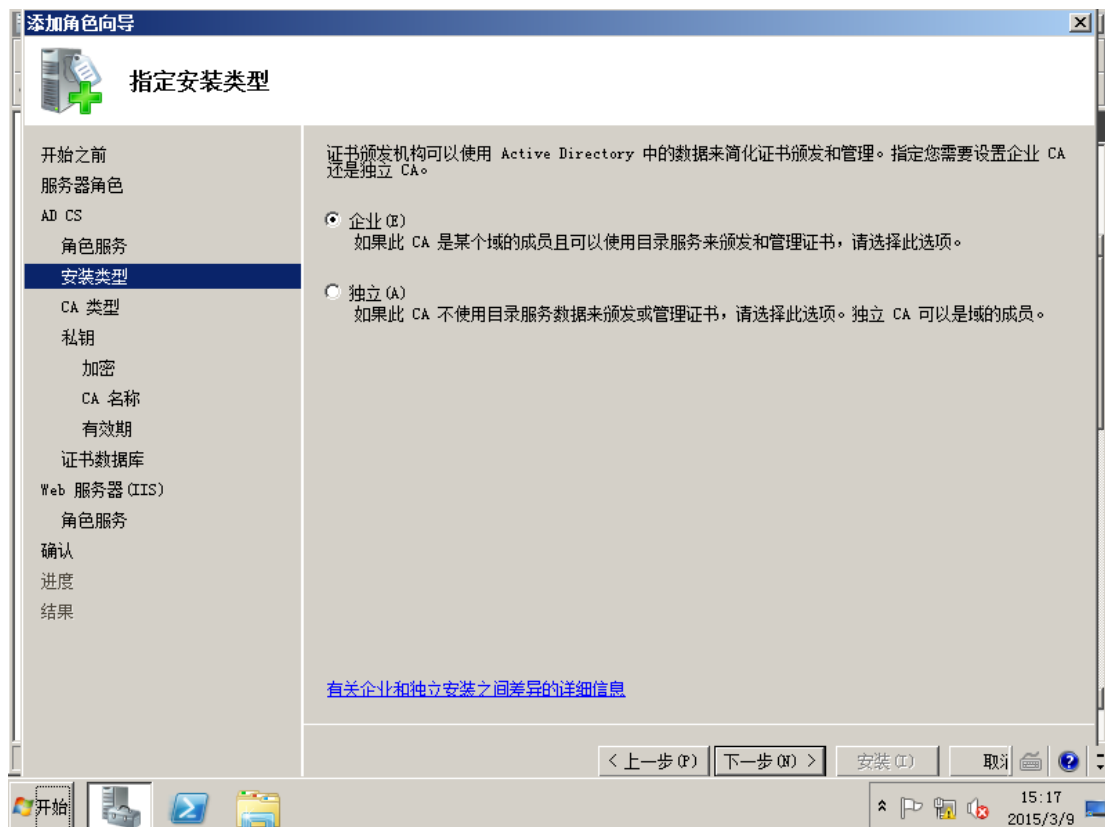 添加角色向导
指定安装类型
开始之前
服务器角色
AD CS
角色服务
安装类型
CA 类型
私钥
加密
CA 名称
有效期
证书数据库
Web 服务器(IIS)
角色服务
确认
进度
结果
证书颁发机构可以使用 Active Directory 中的数据来简化证书颁发和管理。指定您需要设置企业 CA
还是独立 CA。
企业(E)
如果此 CA 是某个域的成员且可以使用目录服务来颁发和管理证书，请选择此选项。
独立(A)
如果此 CA 不使用目录服务数据来颁发或管理证书，请选择此选项。独立 CA 可以是域的成员。
有关企业和独立安装之间差异的详细信息
< 上一步(P)
下一步(N) >
安装(I)
取消
开始
15:17
2015/3/9